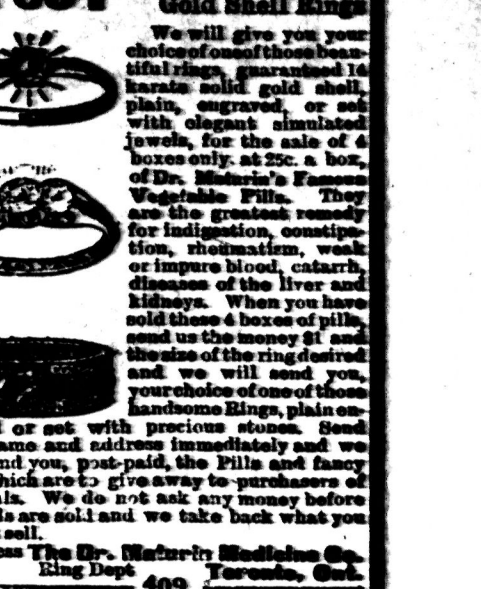 Gold Shell Rings
We will give you your
choice of one of those beau-
tiful rings, guaranteed 14
karats solid gold shell,
plain, engraved, or set
with elegant simulated
jewels, for the sale of 4
boxes only, at 25c. a box,
of Dr. Maturin's Famous
Vegetable Pills. They
are the greatest remedy
for indigestion, constipa-
tion, rheumatism, weak
or impure blood, catarrh,
diseases of the liver and
kidneys. When you have
sold these 4 boxes of pills,
send us the money $1 and
the size of the ring desired
and we will send you,
your choice of one of those
handsome Rings, plain en-
or set with precious stones. Send
ame and address immediately and we
nd you, post-paid, the Pills and fancy
hich are to give away to purchasers of
ls. We do not ask any money before
ls are sold and we take back what you
sell.
ess The Dr. Maturin Medicine Co.
Ring Dept
409 Toronto, Ont.